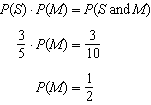 P(S) · P(M) = P(S and M)
3/5 · P(M) = 3/10
P(M) = 1/2